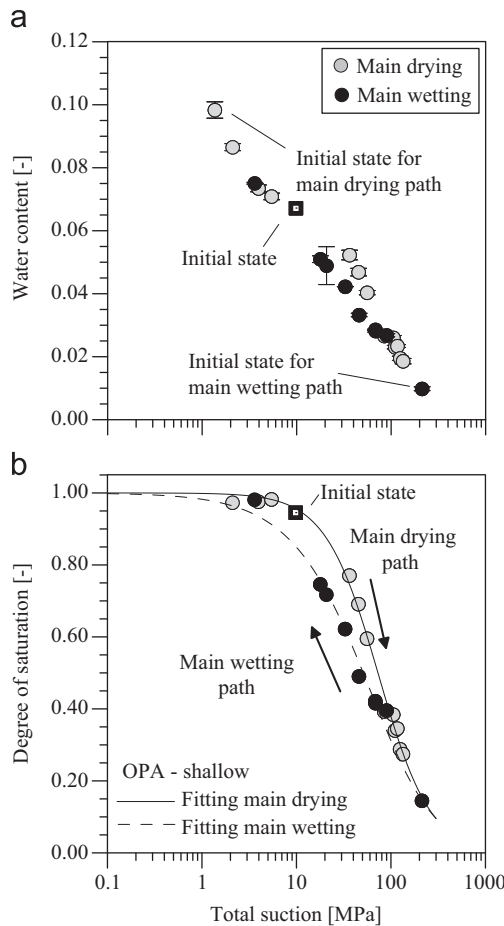 a
0.12
0.10
0.08
0.06
0.04
0.02
0.00
Water content [-]
Main drying
Main wetting
Initial state for
main drying path
Initial state
Initial state for
main wetting path
b
1.00
0.80
0.60
0.40
0.20
0.00
Degree of saturation [-]
Initial state
Main drying
path
Main wetting
path
OPA - shallow
Fitting main drying
Fitting main wetting
0.1
1
10
100
1000
Total suction [MPa]